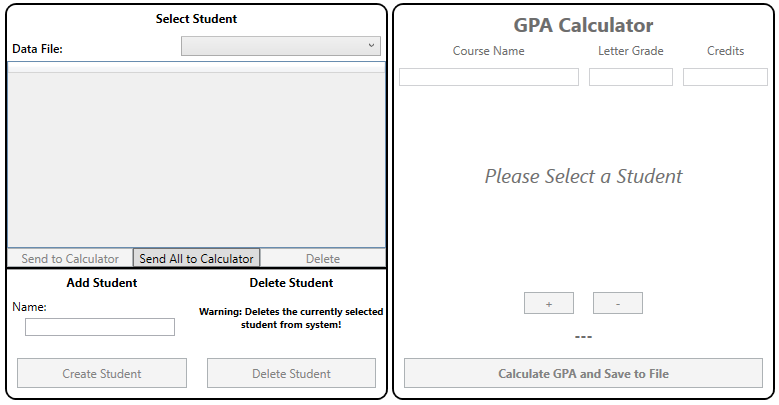 Select Student
Data File:
Send to Calculator
Send All to Calculator
Delete
Add Student
Name:
Create Student
Delete Student
Warning: Deletes the currently selected
student from system!
Delete Student
GPA Calculator
Course Name
Letter Grade
Credits
Please Select a Student
+
-
---
Calculate GPA and Save to File